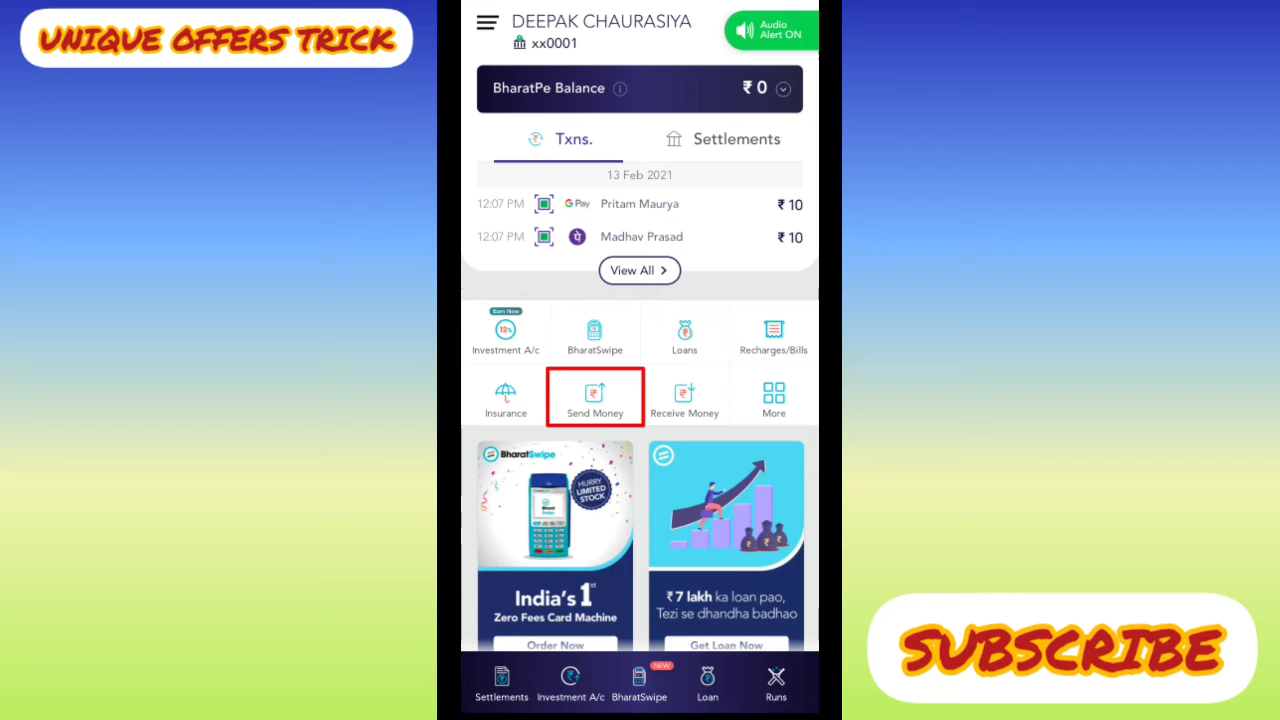 UNIQUE OFFERS TRICK
DEEPAK CHAURASIYA
xx0001
Audio
Alert ON
BharatPe Balance
₹ 0
Txns.
Settlements
13 Feb 2021
12:07 PM G Pay Pritam Maurya ₹ 10
12:07 PM पे Madhav Prasad ₹ 10
View All >
Earn Now
12%
Investment A/c
BharatSwipe
Loans
Recharges/Bills
Insurance
Send Money
Receive Money
More
BharatSwipe
HURRY
LIMITED
STOCK
Bharat
Swipe
India's 1st
Zero Fees Card Machine
Order Now
₹ 7 lakh ka loan pao,
Tezi se dhandha badhao
Get Loan Now
NEW
Settlements
Investment A/c
BharatSwipe
Loan
Runs
SUBSCRIBE